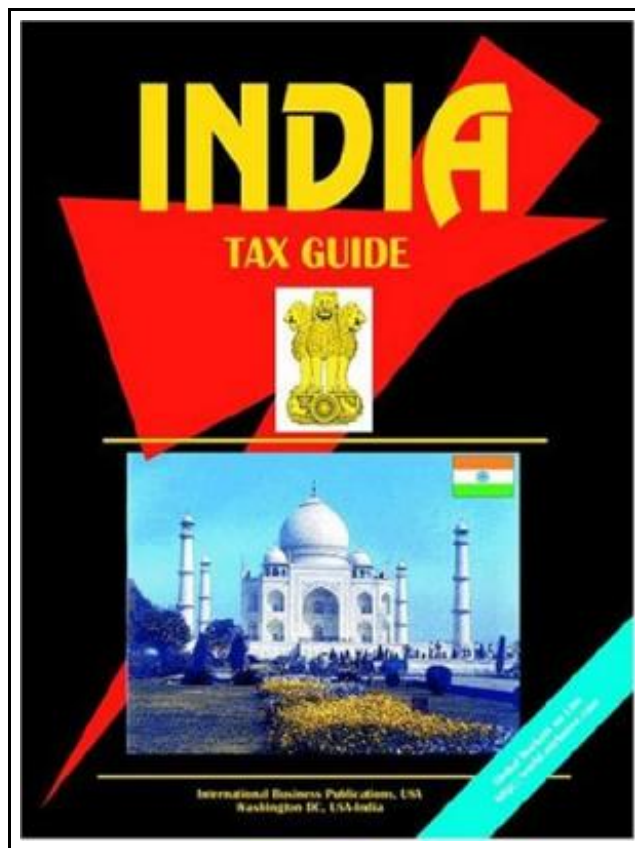 INDIA
TAX GUIDE
International Business Publications, USA
Washington DC, USA-India